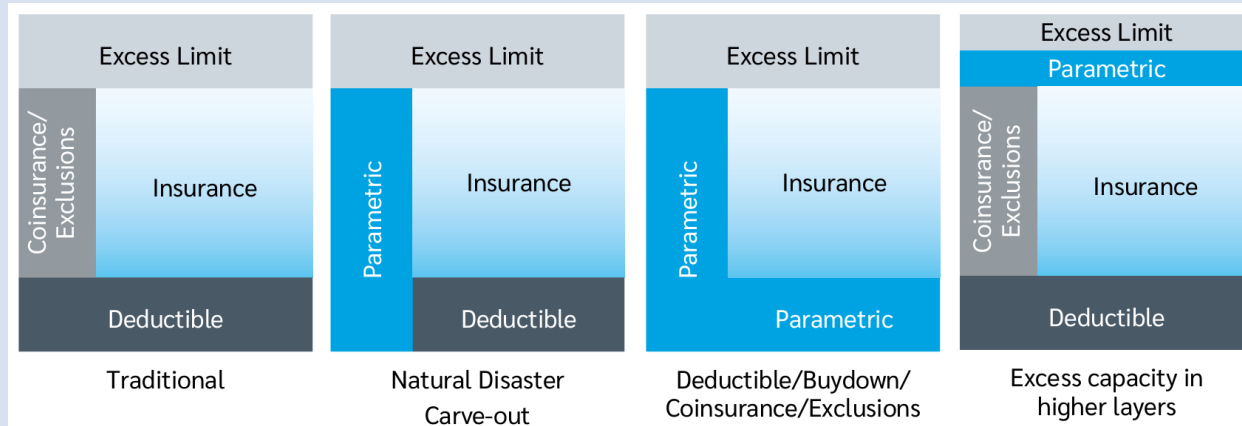 Excess Limit
Coinsurance/
Exclusions
Insurance
Deductible
Traditional
Excess Limit
Parametric
Insurance
Deductible
Natural Disaster
Carve-out
Excess Limit
Parametric
Insurance
Parametric
Deductible/Buydown/
Coinsurance/Exclusions
Excess Limit
Parametric
Coinsurance/
Exclusions
Insurance
Deductible
Excess capacity in
higher layers